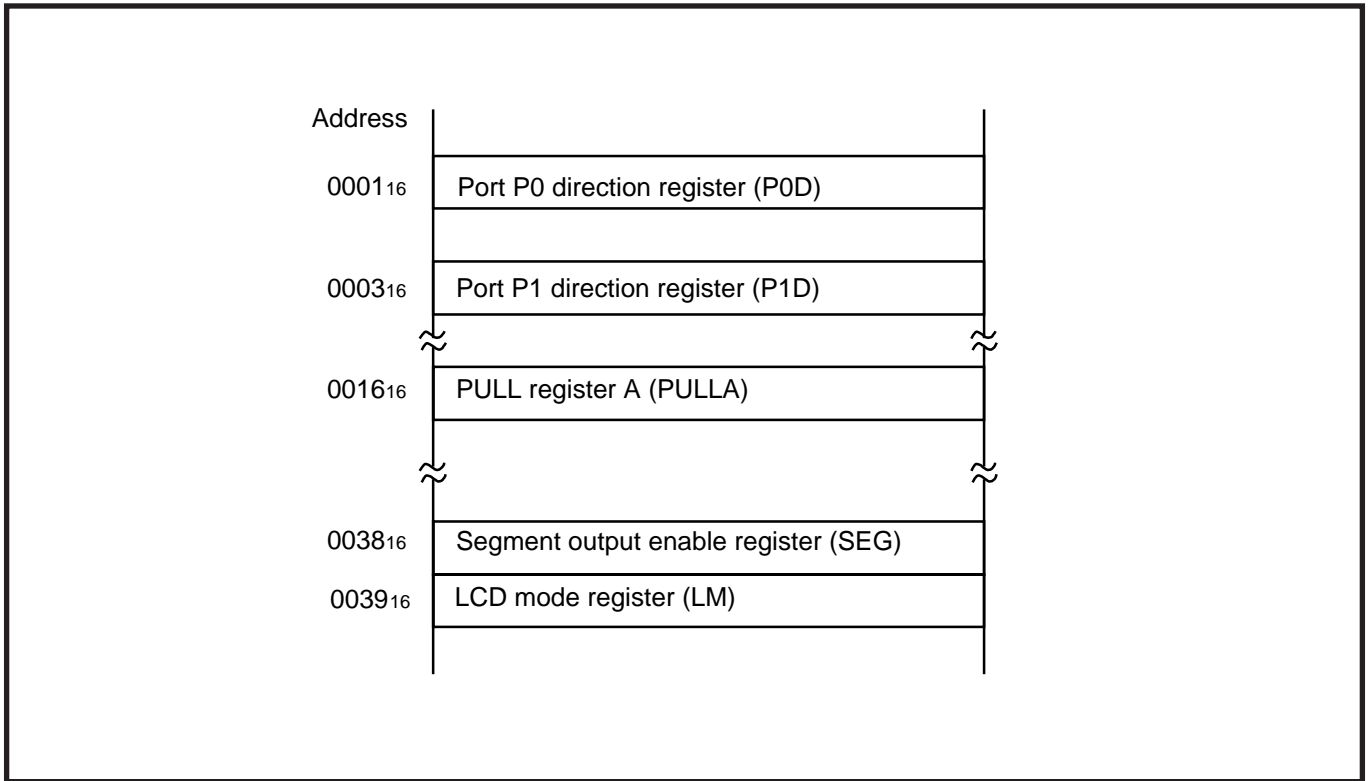 Address
0001₁₆ Port P0 direction register (P0D)
0003₁₆ Port P1 direction register (P1D)
0016₁₆ PULL register A (PULLA)
0038₁₆ Segment output enable register (SEG)
0039₁₆ LCD mode register (LM)